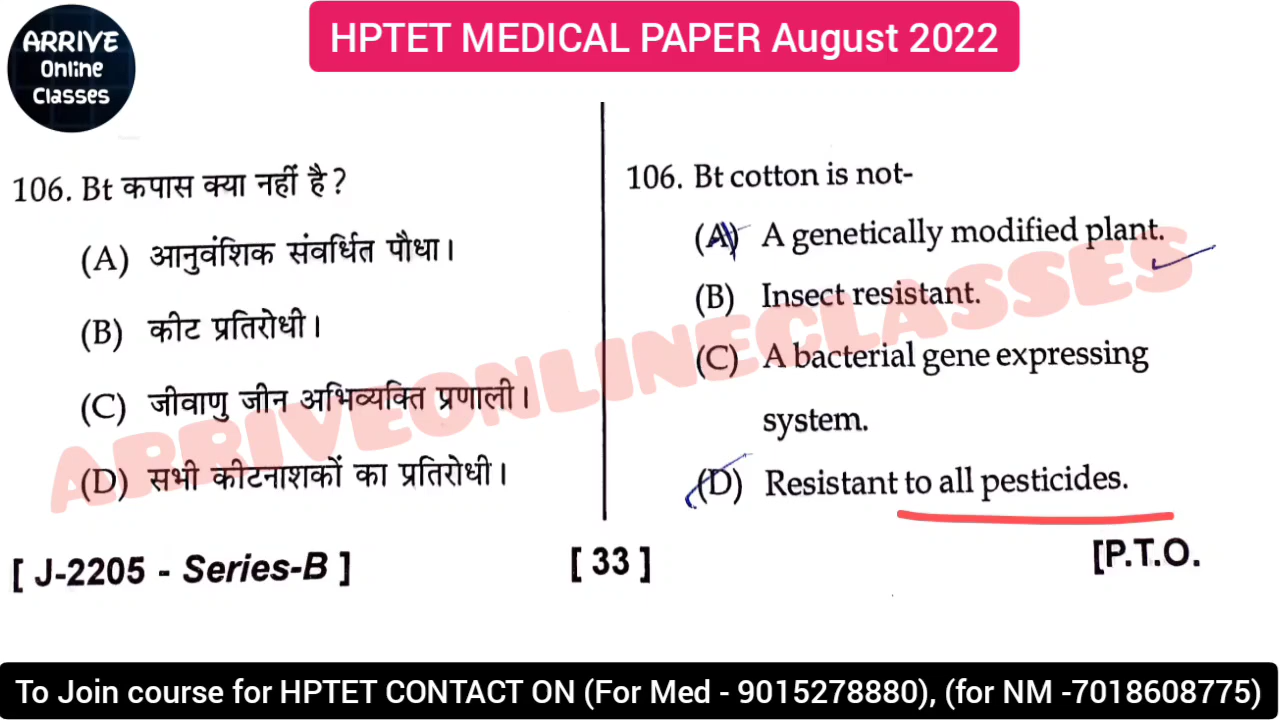 ARRIVE
Online
Classes
HPTET MEDICAL PAPER August 2022
106. Bt कपास क्या नहीं है ?
(A) आनुवंशिक संवर्धित पौधा।
(B) कीट प्रतिरोधी।
(C) जीवाणु जीन अभिव्यक्ति प्रणाली।
(D) सभी कीटनाशकों का प्रतिरोधी।
106. Bt cotton is not-
(A) A genetically modified plant.
(B) Insect resistant.
(C) A bacterial gene expressing
system.
(D) Resistant to all pesticides.
ARRIVEONLINECLASSES
[ J-2205 - Series-B ]
[ 33 ]
[P.T.O.
To Join course for HPTET CONTACT ON (For Med - 9015278880), (for NM -7018608775)